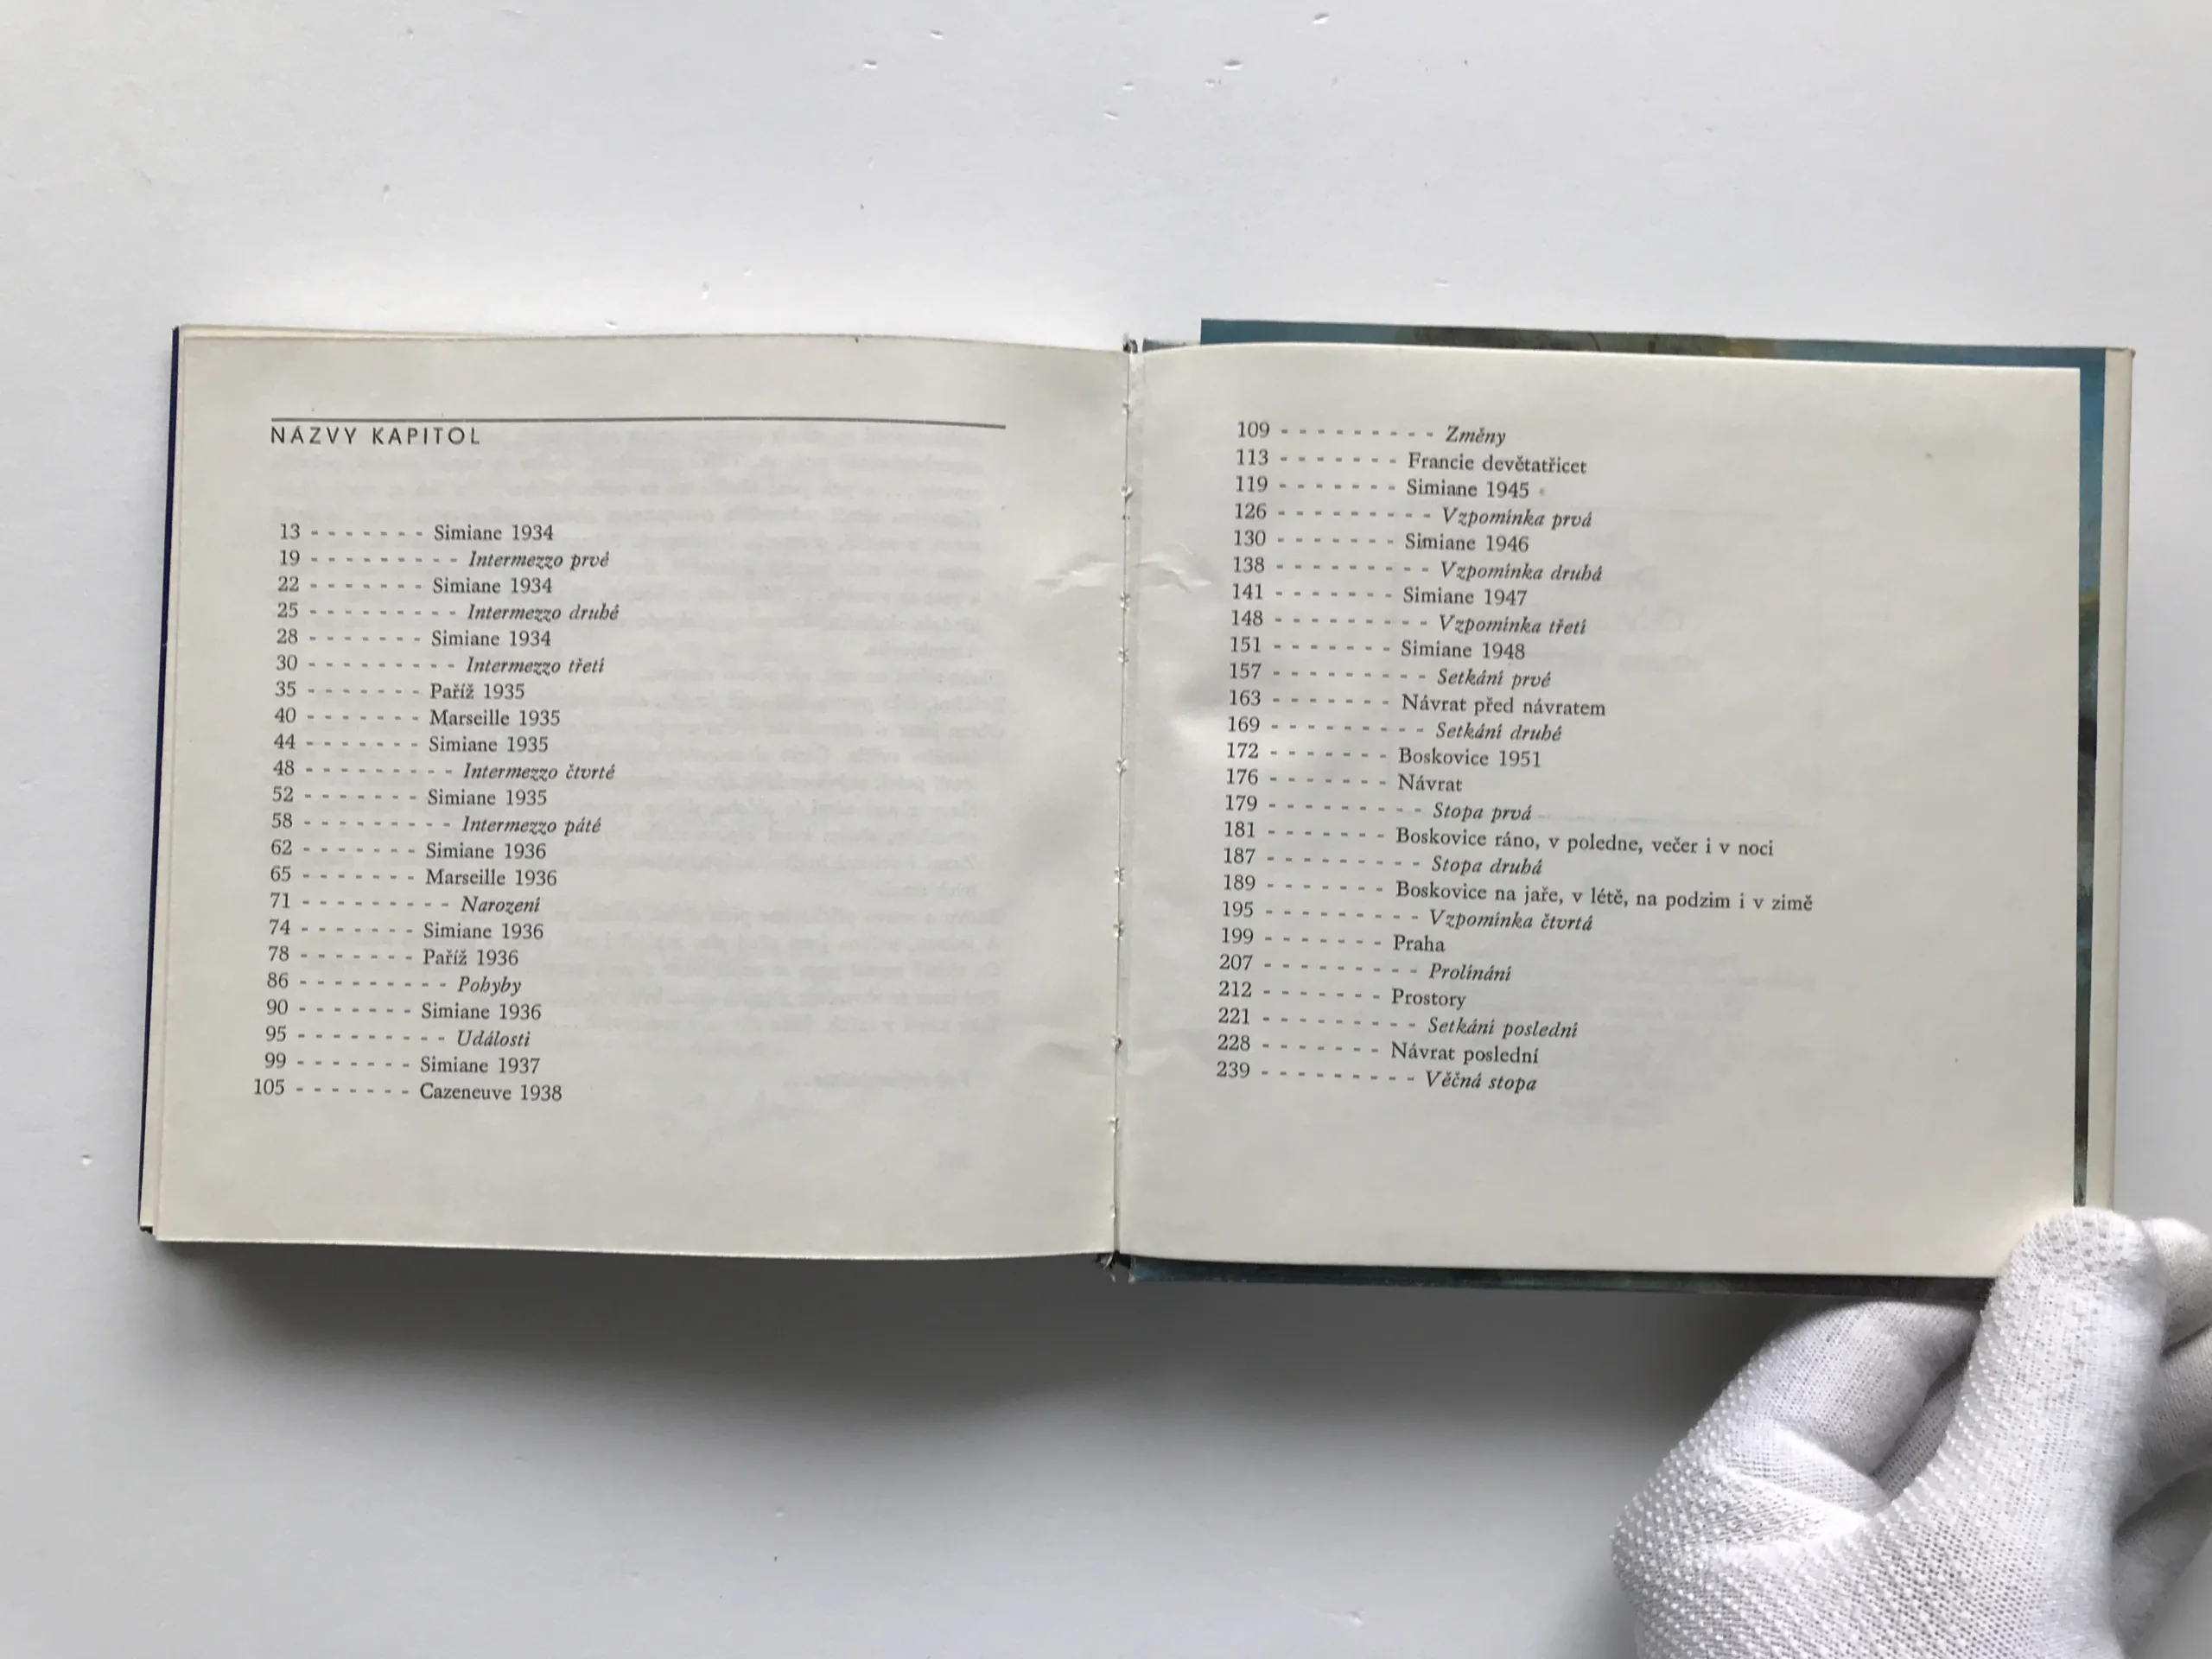 NÁZVY KAPITOL
13 - - - - - - - Simiane 1934
19 - - - - - - - - - Intermezzo prvé
22 - - - - - - - Simiane 1934
25 - - - - - - - - - Intermezzo druhé
28 - - - - - - - Simiane 1934
30 - - - - - - - - - Intermezzo třetí
35 - - - - - - - Paříž 1935
40 - - - - - - - Marseille 1935
44 - - - - - - - Simiane 1935
48 - - - - - - - - - Intermezzo čtvrté
52 - - - - - - - Simiane 1935
58 - - - - - - - - - Intermezzo páté
62 - - - - - - - Simiane 1936
65 - - - - - - - Marseille 1936
71 - - - - - - - - - Narození
74 - - - - - - - Simiane 1936
78 - - - - - - - Paříž 1936
86 - - - - - - - - - Pohyby
90 - - - - - - - Simiane 1936
95 - - - - - - - - - Události
99 - - - - - - - Simiane 1937
105 - - - - - - - Cazeneuve 1938
109 - - - - - - - - - Změny
113 - - - - - - - Francie devětatřicet
119 - - - - - - - Simiane 1945
126 - - - - - - - - - Vzpomínka prvá
130 - - - - - - - Simiane 1946
138 - - - - - - - - - Vzpomínka druhá
141 - - - - - - - Simiane 1947
148 - - - - - - - - - Vzpomínka třetí
151 - - - - - - - Simiane 1948
157 - - - - - - - - - Setkání prvé
163 - - - - - - - Návrat před návratem
169 - - - - - - - - - Setkání druhé
172 - - - - - - - Boskovice 1951
176 - - - - - - - Návrat
179 - - - - - - - - - Stopa prvá
181 - - - - - - - Boskovice ráno, v poledne, večer i v noci
187 - - - - - - - - - Stopa druhá
189 - - - - - - - Boskovice na jaře, v létě, na podzim i v zimě
195 - - - - - - - - - Vzpomínka čtvrtá
199 - - - - - - - Praha
207 - - - - - - - - - Prolínání
212 - - - - - - - Prostory
221 - - - - - - - - - Setkání poslední
228 - - - - - - - Návrat poslední
239 - - - - - - - - - Věčná stopa